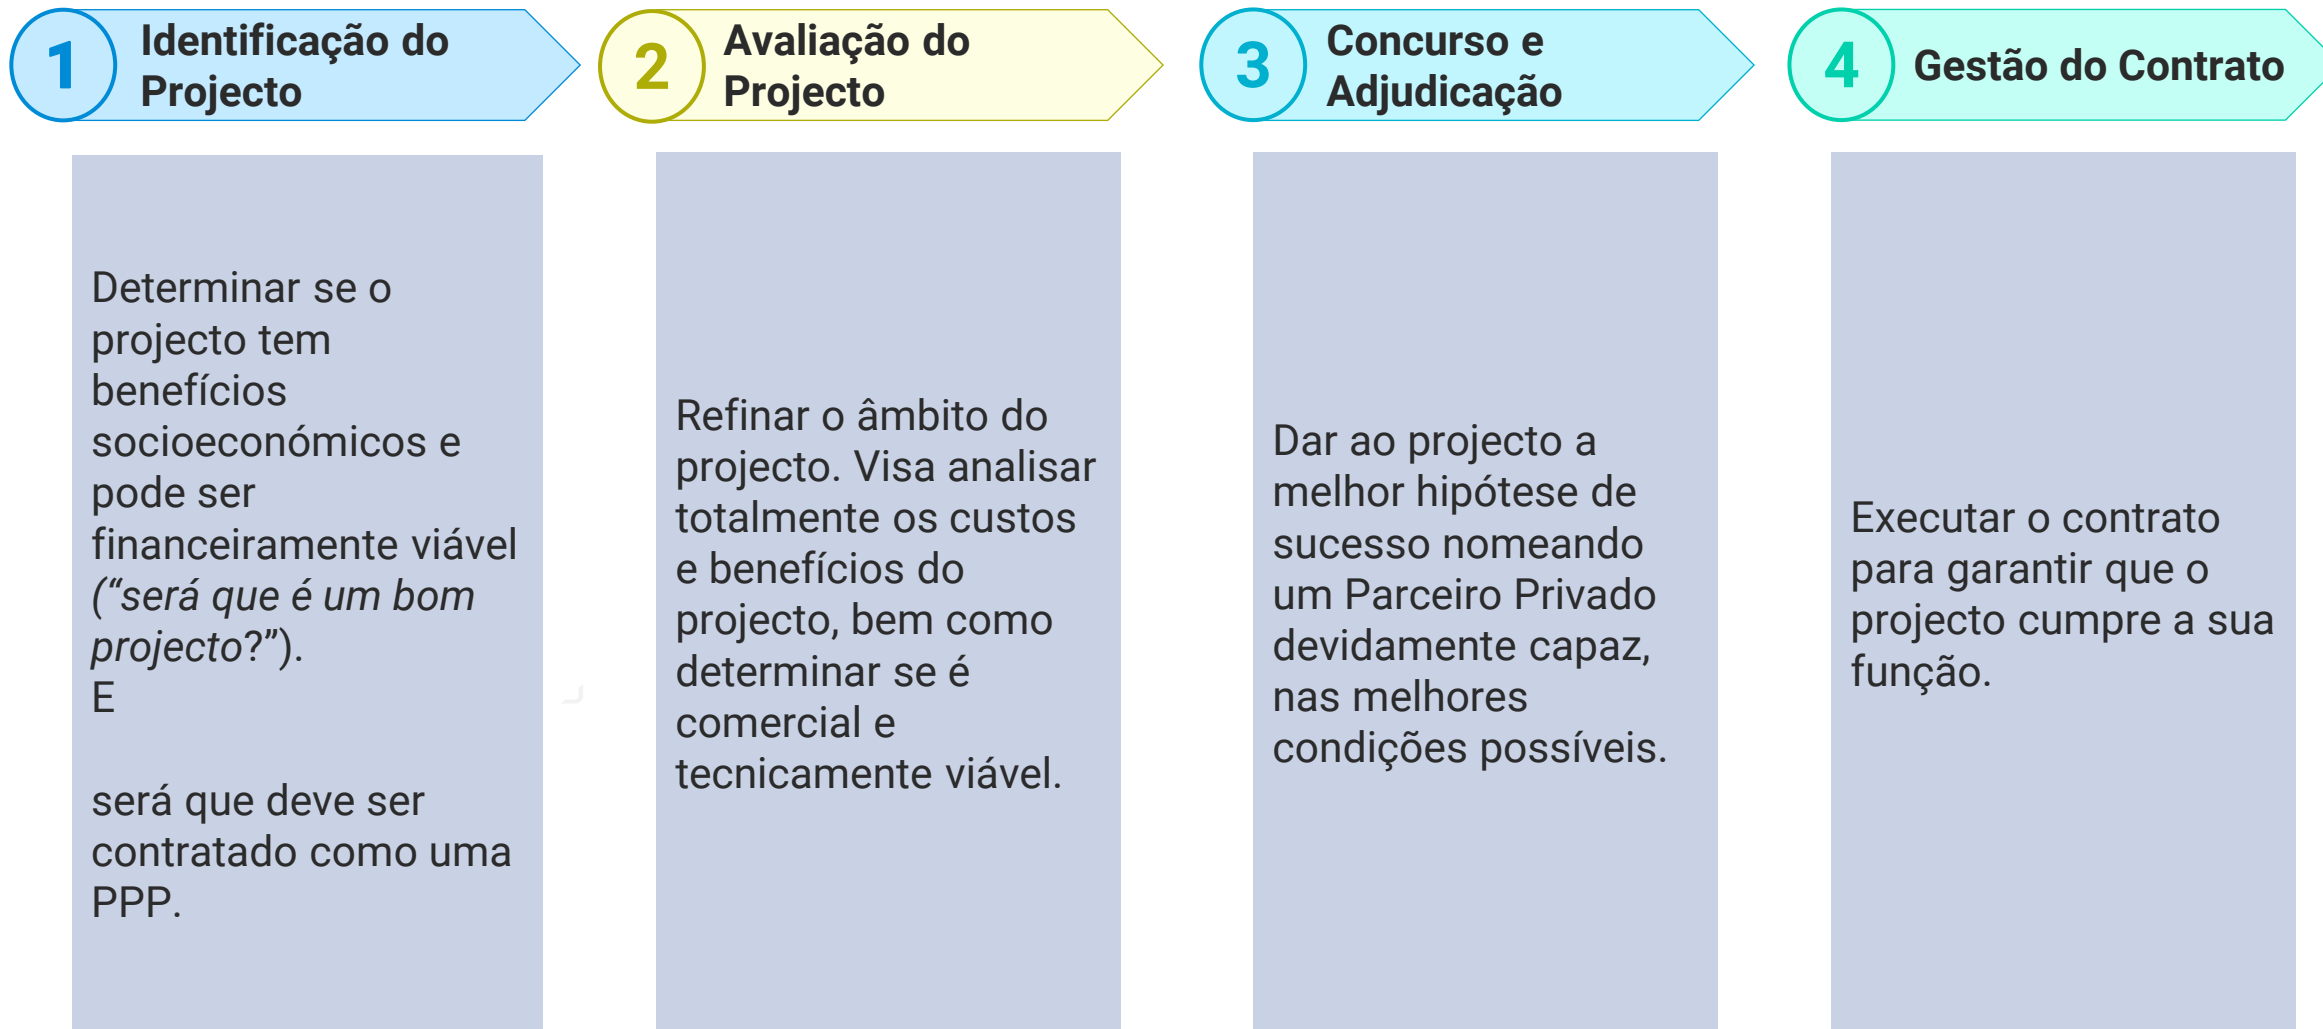 1
Identificação do
Projecto
Determinar se o
projecto tem
benefícios
socioeconómicos e
pode ser
financeiramente viável
(“será que é um bom
projecto?”).
E
será que deve ser
contratado como uma
PPP.
2
Avaliação do
Projecto
Refinar o âmbito do
projecto. Visa analisar
totalmente os custos
e benefícios do
projecto, bem como
determinar se é
comercial e
tecnicamente viável.
3
Concurso e
Adjudicação
Dar ao projecto a
melhor hipótese de
sucesso nomeando
um Parceiro Privado
devidamente capaz,
nas melhores
condições possíveis.
4
Gestão do Contrato
Executar o contrato
para garantir que o
projecto cumpre a sua
função.